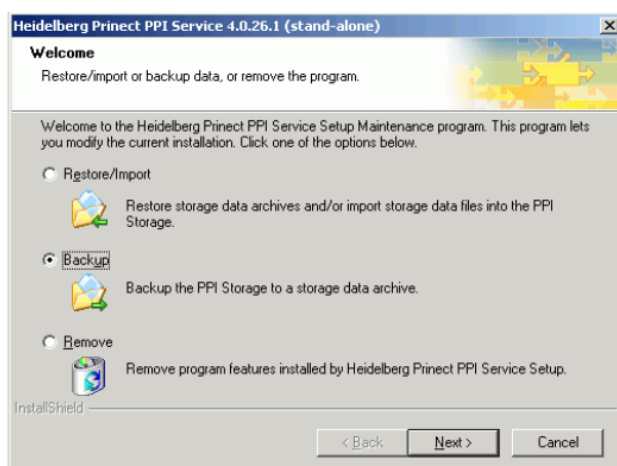 Heidelberg Prinect PPI Service 4.0.26.1 (stand-alone)
Welcome
Restore/import or backup data, or remove the program.
Welcome to the Heidelberg Prinect PPI Service Setup Maintenance program. This program lets
you modify the current installation. Click one of the options below.
Restore/Import
Restore storage data archives and/or import storage data files into the PPI
Storage.
Backup
Backup the PPI Storage to a storage data archive.
Remove
Remove program features installed by Heidelberg Prinect PPI Service Setup.
InstallShield
< Back
Next >
Cancel